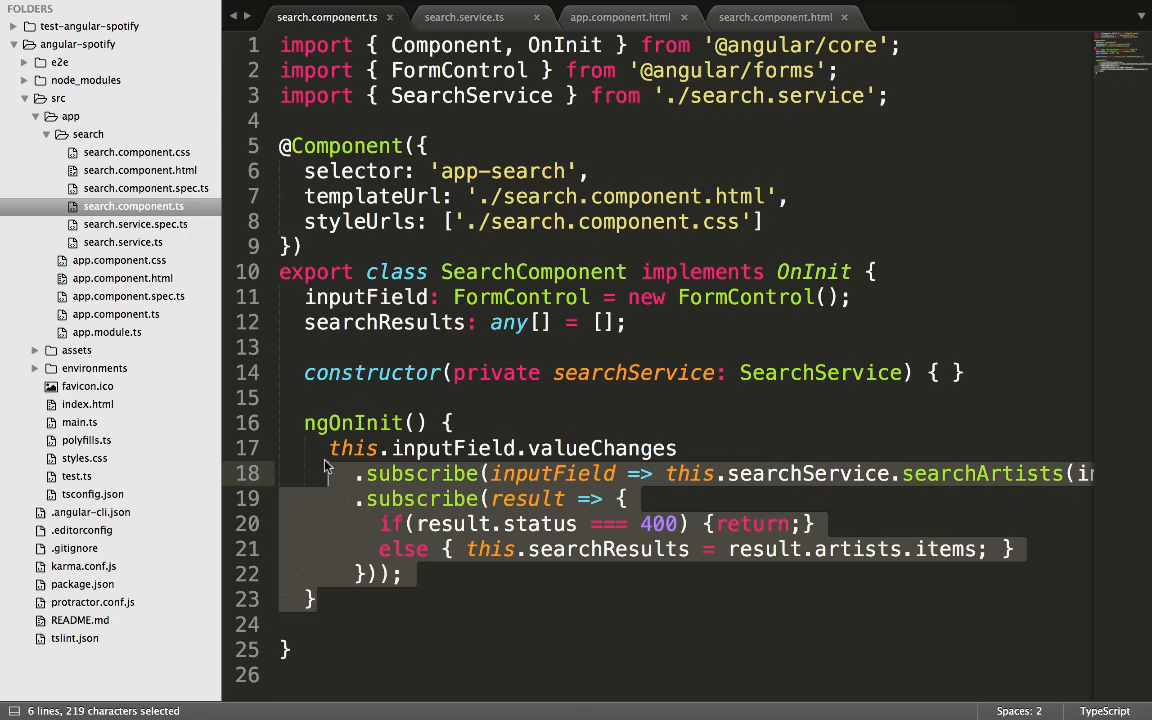 FOLDERS
test-angular-spotify
angular-spotify
e2e
node_modules
src
app
search
search.component.css
search.component.html
search.component.spec.ts
search.component.ts
search.service.spec.ts
search.service.ts
app.component.css
app.component.html
app.component.spec.ts
app.component.ts
app.module.ts
assets
environments
favicon.ico
index.html
main.ts
polyfills.ts
styles.css
test.ts
tsconfig.json
.angular-cli.json
.editorconfig
.gitignore
karma.conf.js
package.json
protractor.conf.js
README.md
tslint.json
search.component.ts × search.service.ts × app.component.html × search.component.html ×
1 import { Component, OnInit } from '@angular/core';
2 import { FormControl } from '@angular/forms';
3 import { SearchService } from './search.service';
4
5 @Component({
6 selector: 'app-search',
7 templateUrl: './search.component.html',
8 styleUrls: ['./search.component.css']
9 })
10 export class SearchComponent implements OnInit {
11 inputField: FormControl = new FormControl();
12 searchResults: any[] = [];
13
14 constructor(private searchService: SearchService) { }
15
16 ngOnInit() {
17 this.inputField.valueChanges
18 .subscribe(inputField => this.searchService.searchArtists(in
19 .subscribe(result => {
20 if(result.status === 400) {return;}
21 else { this.searchResults = result.artists.items; }
22 }));
23 }
24
25 }
26
6 lines, 219 characters selected
Spaces: 2
TypeScript